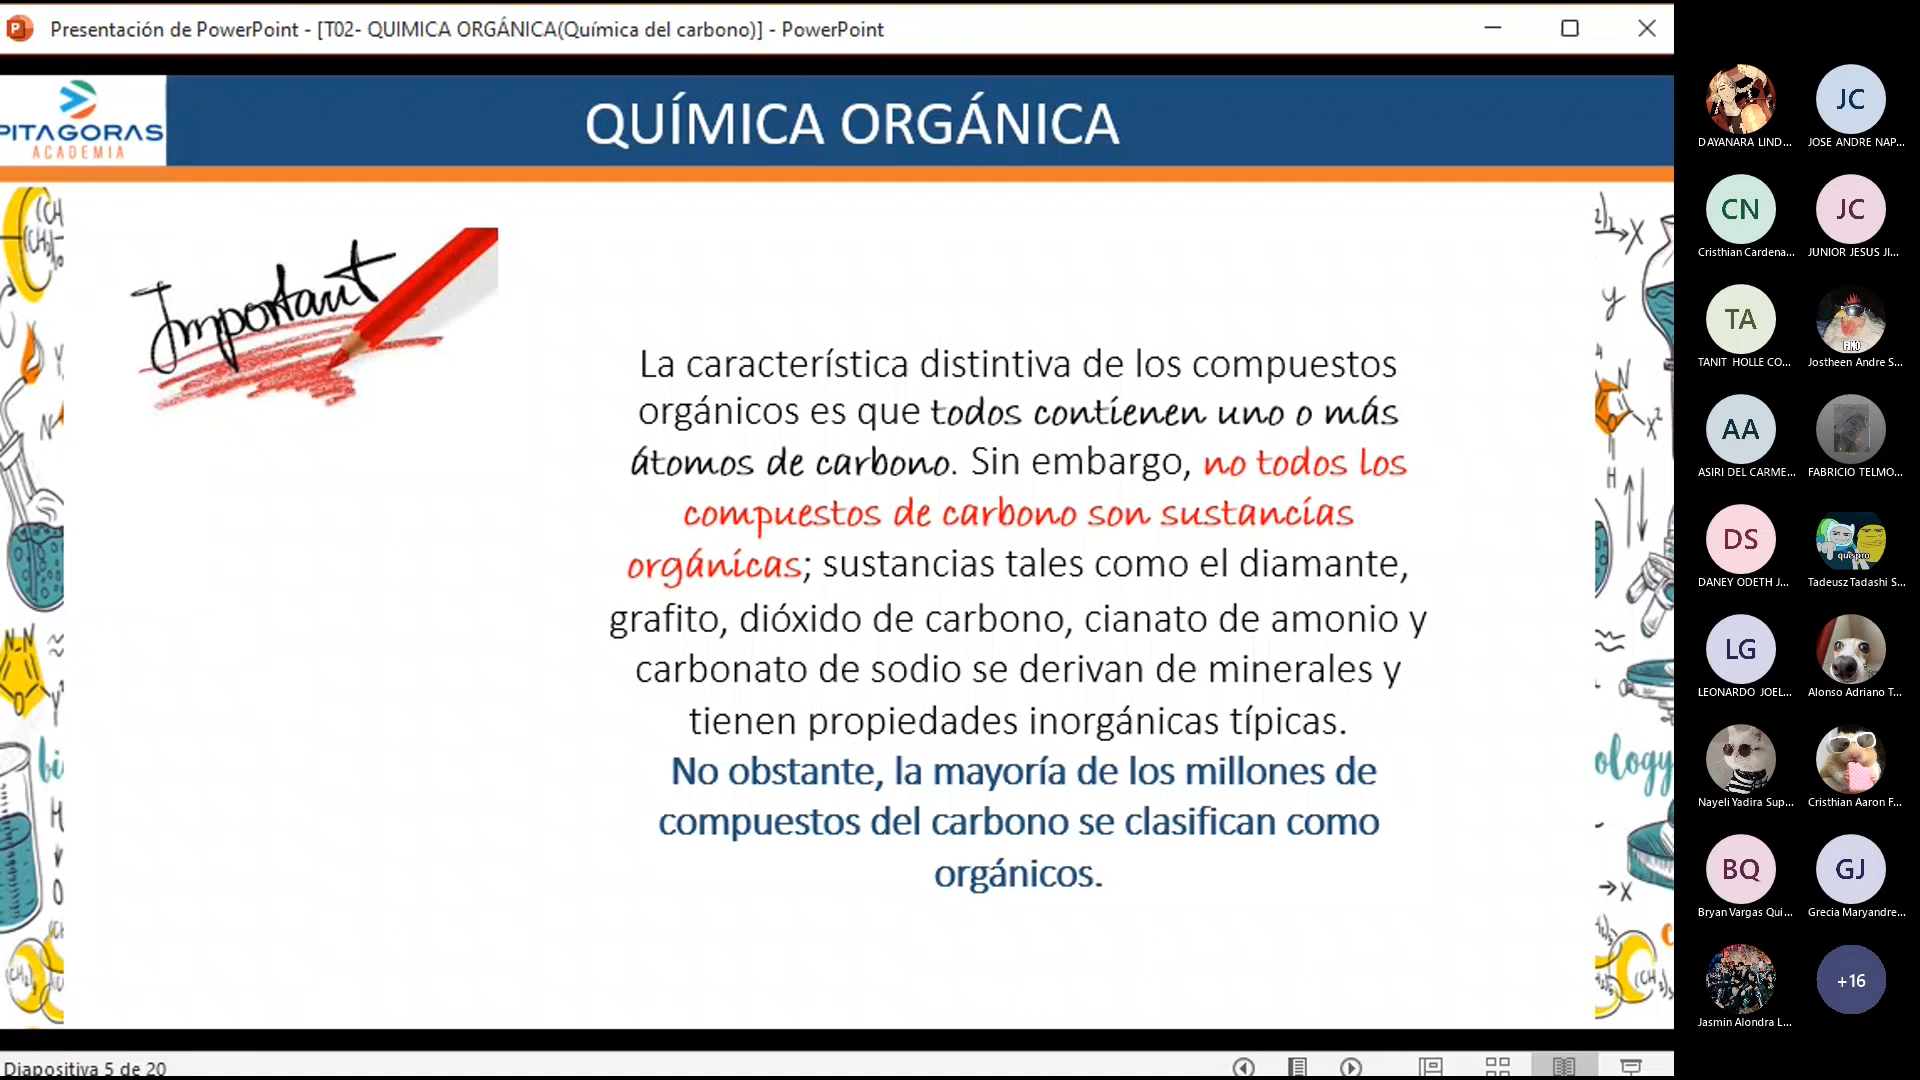 Presentación de PowerPoint - [T02- QUIMICA ORGÁNICA(Química del carbono)] - PowerPoint
PITAGORAS
ACADEMIA
QUÍMICA ORGÁNICA
Important
La característica distintiva de los compuestos
orgánicos es que todos contienen uno o más
átomos de carbono. Sin embargo, no todos los
compuestos de carbono son sustancias
orgánicas; sustancias tales como el diamante,
grafito, dióxido de carbono, cianato de amonio y
carbonato de sodio se derivan de minerales y
tienen propiedades inorgánicas típicas.
No obstante, la mayoría de los millones de
compuestos del carbono se clasifican como
orgánicos.
ology
Diapositiva 5 de 20
JC
DAYANARA LIND...
JOSE ANDRE NAP...
CN
JC
Cristhian Cardena...
JUNIOR JESUS JI...
TA
TANIT HOLLE CO...
Jostheen Andre S...
AA
ASIRI DEL CARME...
FABRICIO TELMO...
DS
DANEY ODETH J...
Tadeusz Tadashi S...
LG
LEONARDO JOEL...
Alonso Adriano T...
Nayeli Yadira Sup...
Cristhian Aaron F...
BQ
GJ
Bryan Vargas Qui...
Grecia Maryandre...
+16
Jasmin Alondra L...